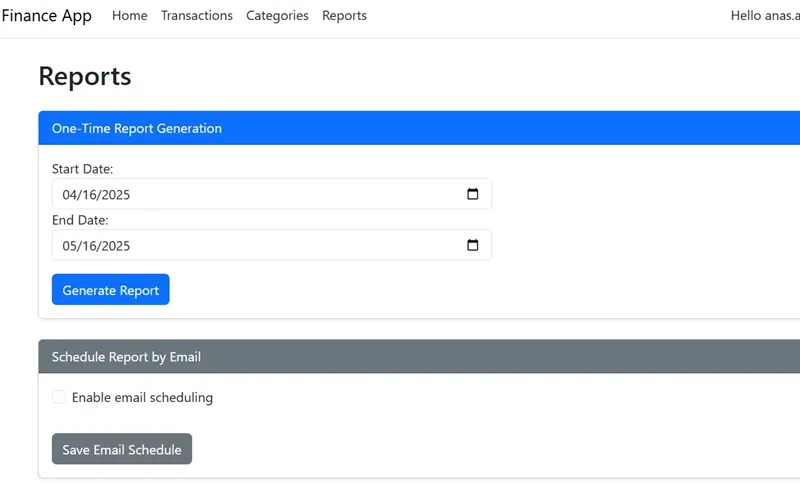 Finance App Home Transactions Categories Reports Hello anas.a
Reports
One-Time Report Generation
Start Date:
04/16/2025
End Date:
05/16/2025
Generate Report
Schedule Report by Email
Enable email scheduling
Save Email Schedule